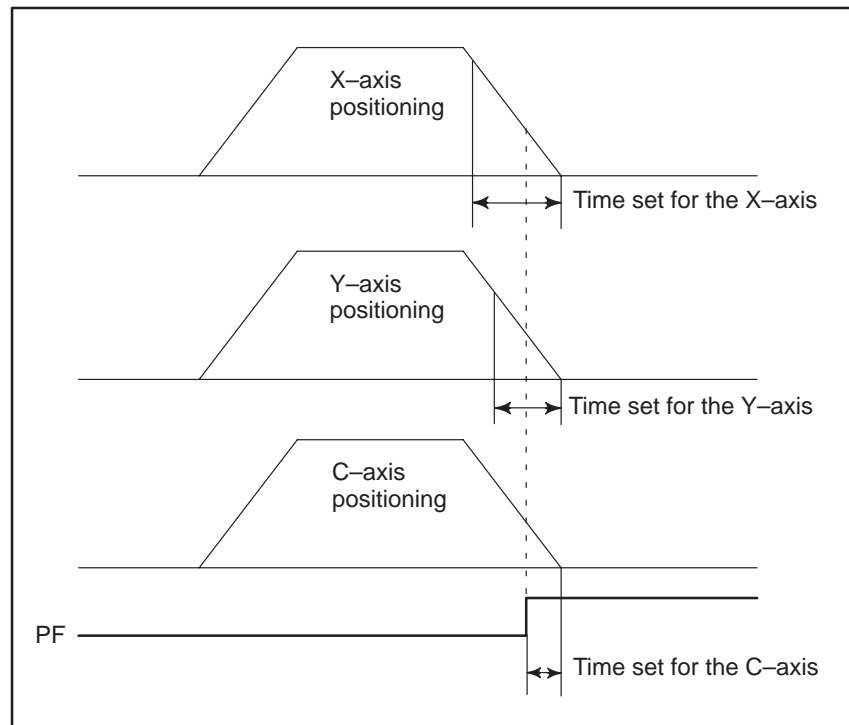 X–axis
positioning
Time set for the X–axis
Y–axis
positioning
Time set for the Y–axis
C–axis
positioning
PF
Time set for the C–axis